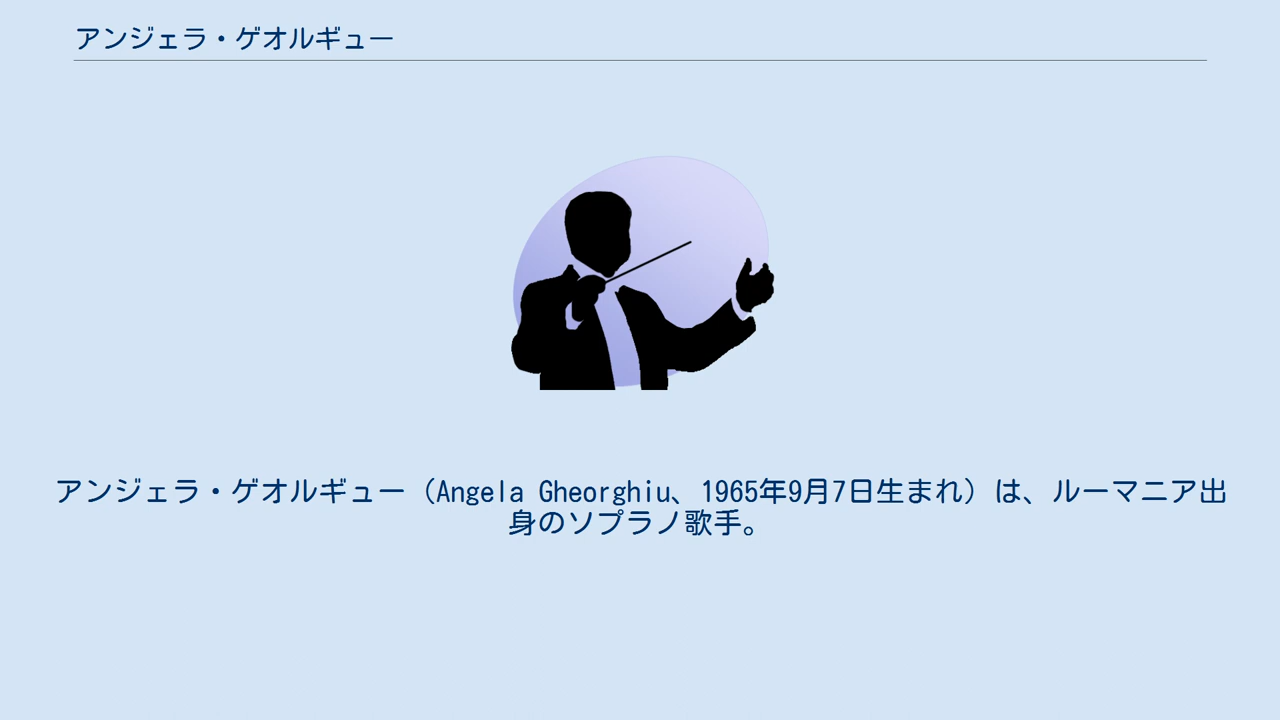 アンジェラ・ゲオルギュー
アンジェラ・ゲオルギュー（Angela Gheorghiu、1965年9月7日生まれ）は、ルーマニア出
身のソプラノ歌手。